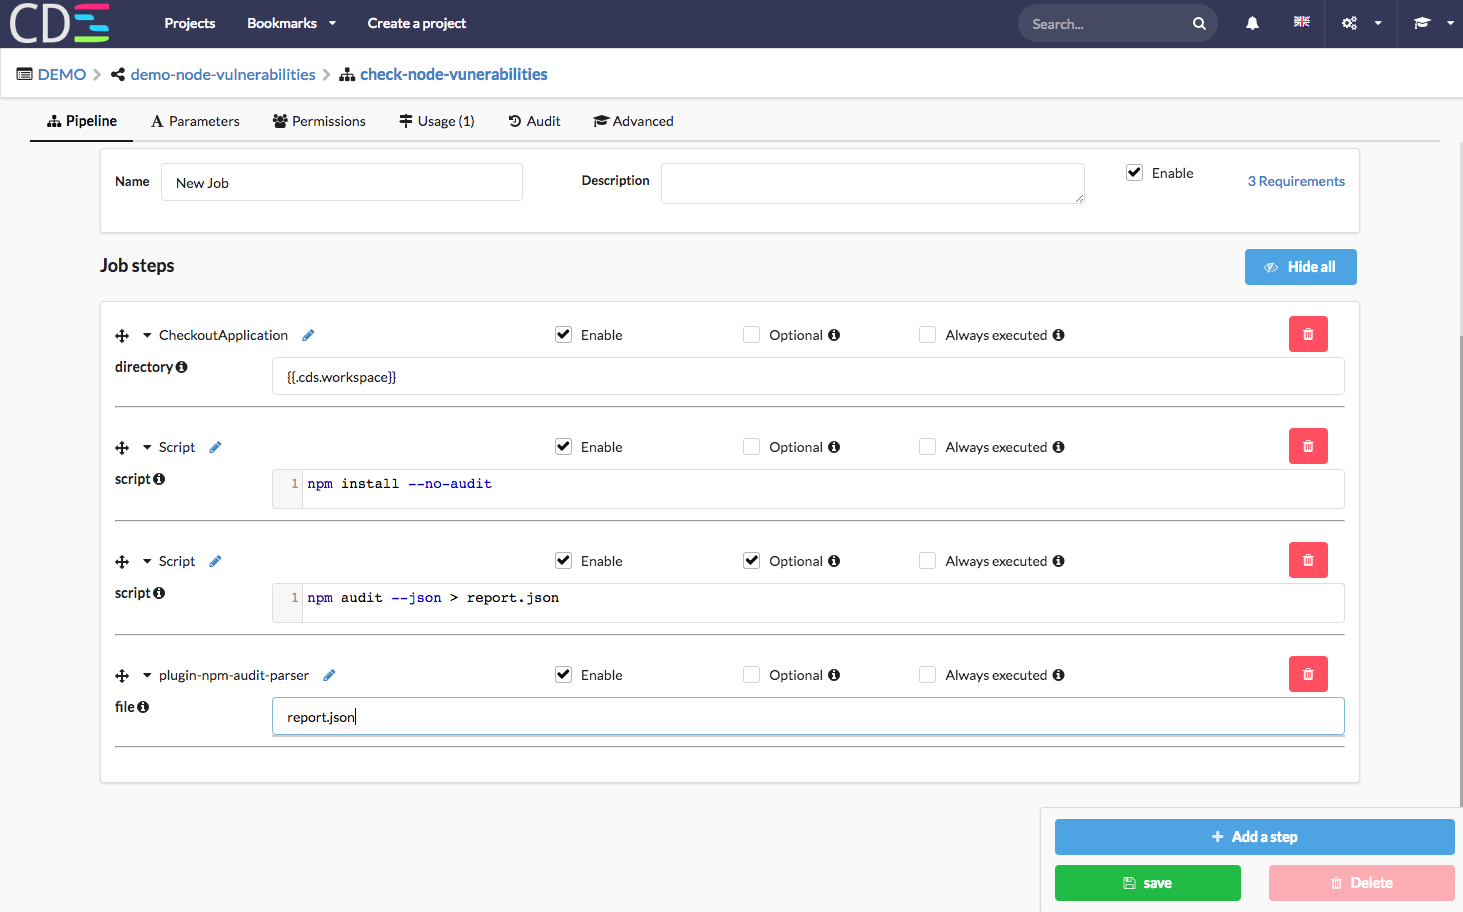 CDE Projects Bookmarks Create a project Search...
DEMO demo-node-vulnerabilities check-node-vunerabilities
Pipeline Parameters Permissions Usage (1) Audit Advanced
Name New Job Description Enable 3 Requirements
Job steps Hide all
CheckoutApplication Enable Optional Always executed
directory {{.cds.workspace}}
Script Enable Optional Always executed
script 1 npm install --no-audit
Script Enable Optional Always executed
script 1 npm audit --json > report.json
plugin-npm-audit-parser Enable Optional Always executed
file report.json
Add a step
save Delete